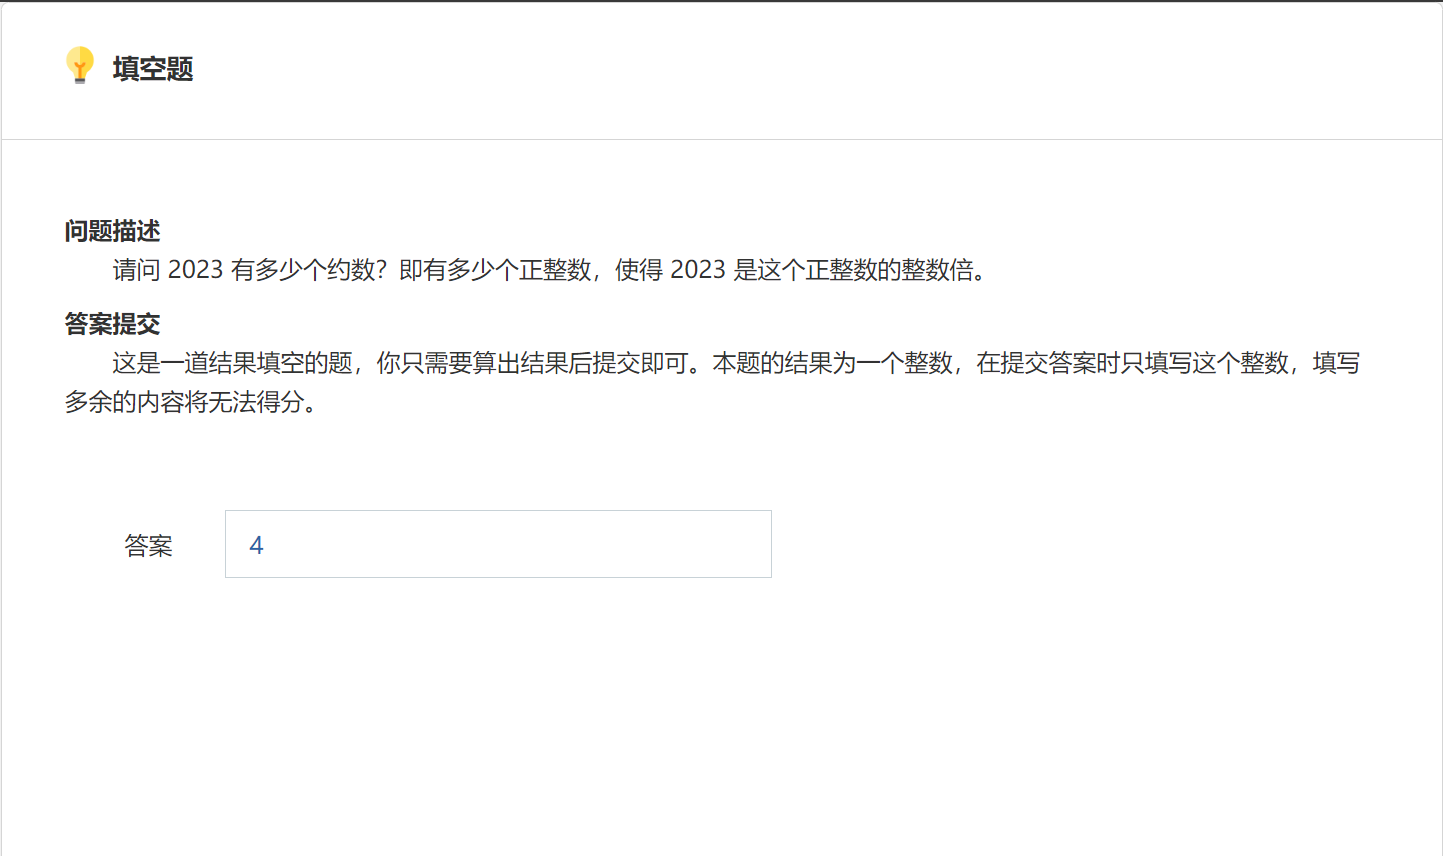 填空题
问题描述
请问 2023 有多少个约数？即有多少个正整数，使得 2023 是这个正整数的整数倍。
答案提交
这是一道结果填空的题，你只需要算出结果后提交即可。本题的结果为一个整数，在提交答案时只填写这个整数，填写
多余的内容将无法得分。
答案 4